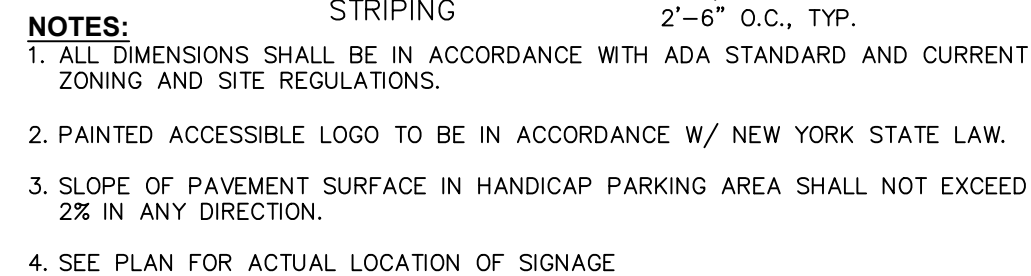 STRIPING
2'-6" O.C., TYP.
NOTES:
1. ALL DIMENSIONS SHALL BE IN ACCORDANCE WITH ADA STANDARD AND CURRENT
ZONING AND SITE REGULATIONS.
2. PAINTED ACCESSIBLE LOGO TO BE IN ACCORDANCE W/ NEW YORK STATE LAW.
3. SLOPE OF PAVEMENT SURFACE IN HANDICAP PARKING AREA SHALL NOT EXCEED
2% IN ANY DIRECTION.
4. SEE PLAN FOR ACTUAL LOCATION OF SIGNAGE